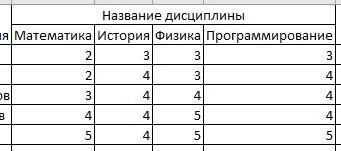 Название дисциплины
ия Математика История Физика Программирование
2 3 3 3
2 4 3 4
ов 3 4 4 4
в 4 4 5 4
5 4 5 5